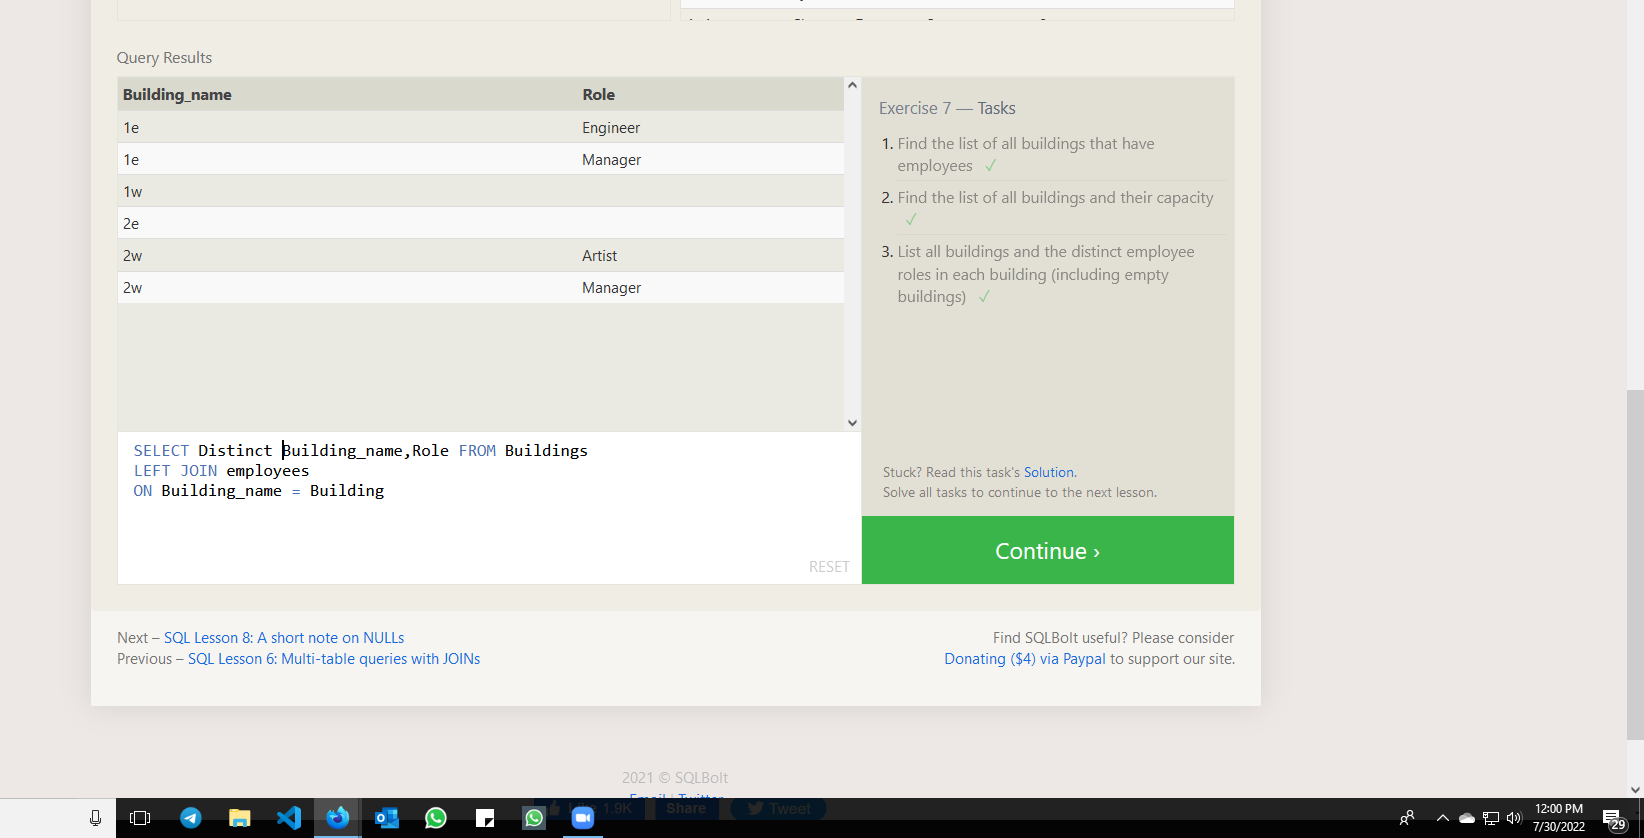 Query Results
Building_name Role
1e Engineer
1e Manager
1w
2e
2w Artist
2w Manager
SELECT Distinct Building_name,Role FROM Buildings
LEFT JOIN employees
ON Building_name = Building
RESET
Exercise 7 — Tasks
1. Find the list of all buildings that have
employees ✓
2. Find the list of all buildings and their capacity
✓
3. List all buildings and the distinct employee
roles in each building (including empty
buildings) ✓
Stuck? Read this task's Solution.
Solve all tasks to continue to the next lesson.
Continue ›
Next – SQL Lesson 8: A short note on NULLs
Previous – SQL Lesson 6: Multi-table queries with JOINs
Find SQLBolt useful? Please consider
Donating ($4) via Paypal to support our site.
2021 © SQLBolt
Email | Twitter
Like 1.9K Share Tweet
12:00 PM
7/30/2022
29